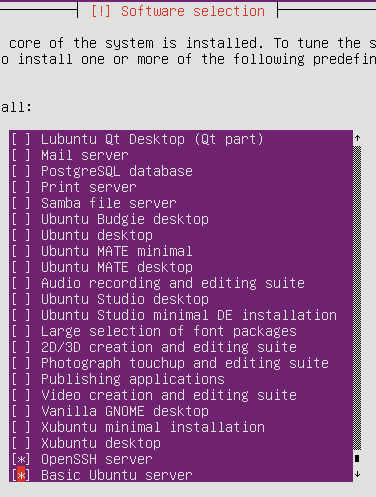 [!] Software selection
core of the system is installed. To tune the s
o install one or more of the following predefin
all:
[ ] Lubuntu Qt Desktop (Qt part)
[ ] Mail server
[ ] PostgreSQL database
[ ] Print server
[ ] Samba file server
[ ] Ubuntu Budgie desktop
[ ] Ubuntu desktop
[ ] Ubuntu MATE minimal
[ ] Ubuntu MATE desktop
[ ] Audio recording and editing suite
[ ] Ubuntu Studio desktop
[ ] Ubuntu Studio minimal DE installation
[ ] Large selection of font packages
[ ] 2D/3D creation and editing suite
[ ] Photograph touchup and editing suite
[ ] Publishing applications
[ ] Video creation and editing suite
[ ] Vanilla GNOME desktop
[ ] Xubuntu minimal installation
[ ] Xubuntu desktop
[*] OpenSSH server
[*] Basic Ubuntu server